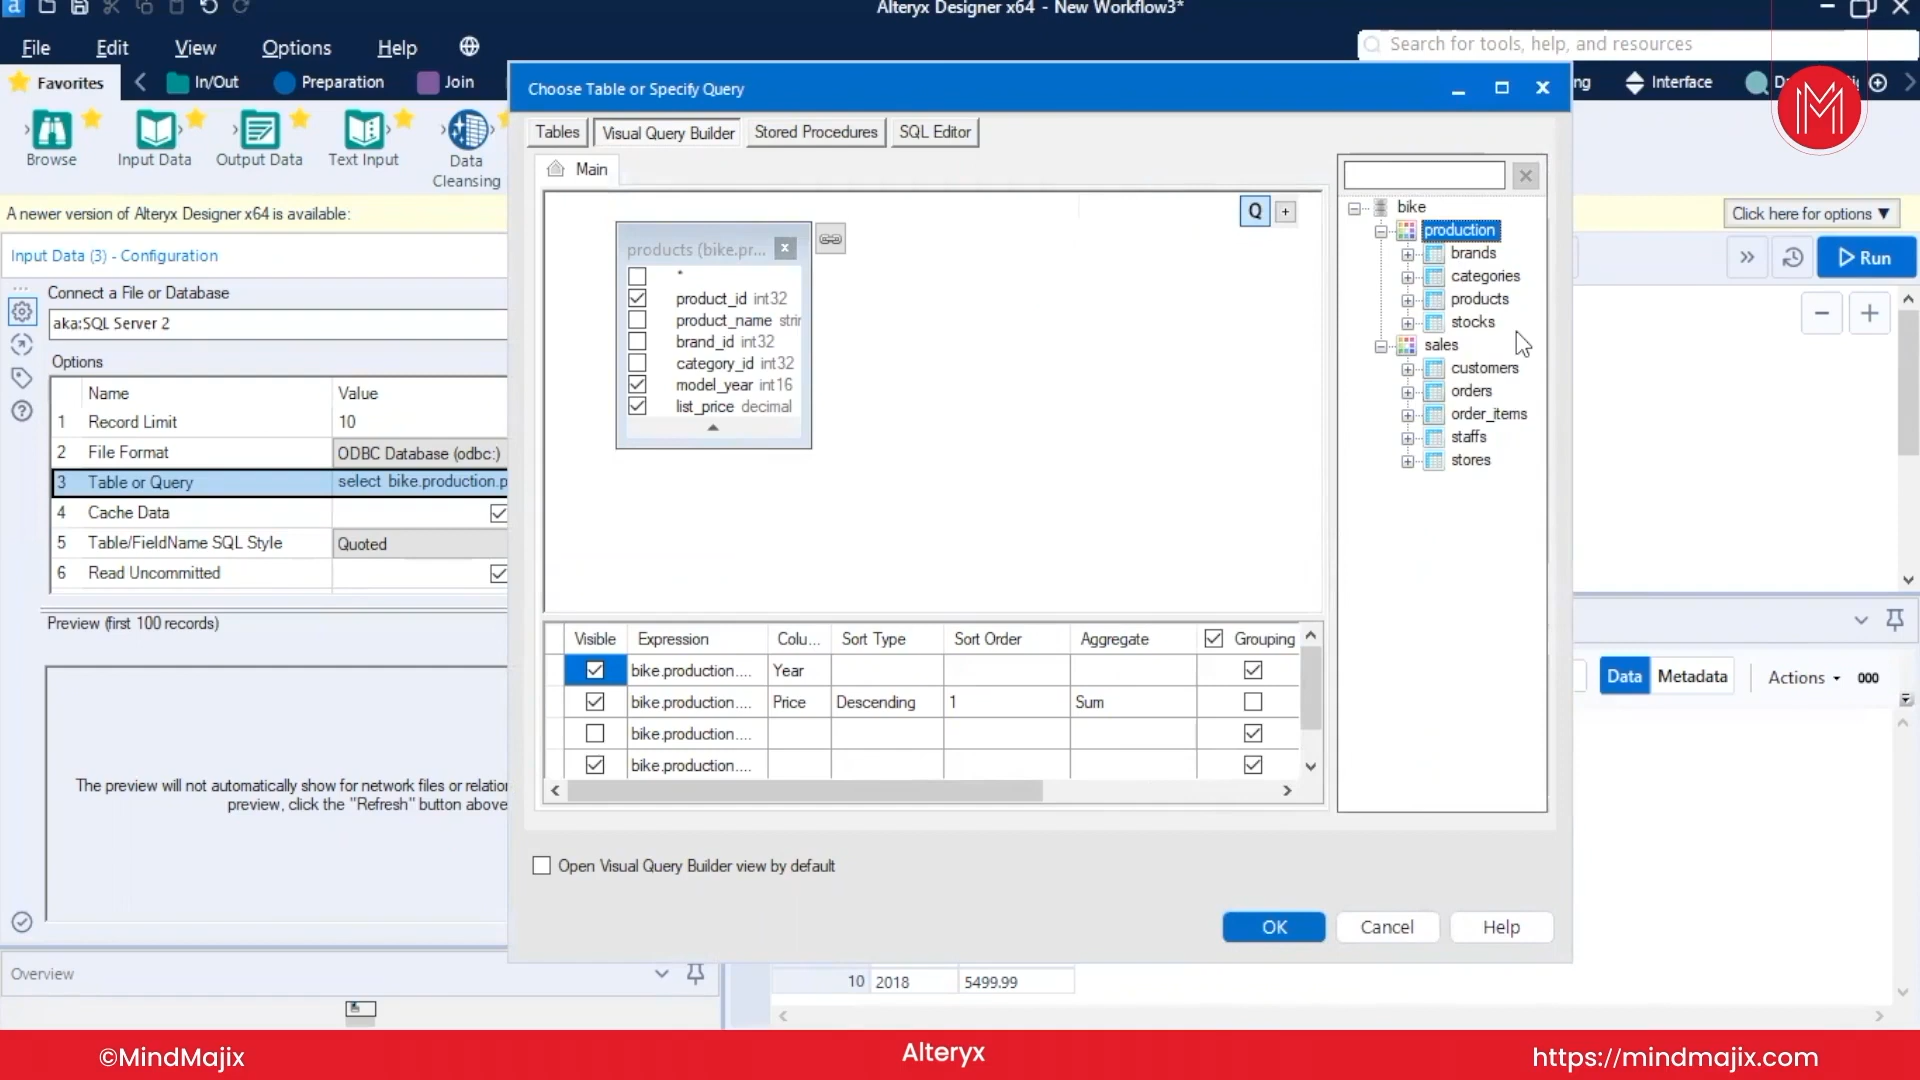 Alteryx Designer x64 - New Workflow3*
File Edit View Options Help
Search for tools, help, and resources
Favorites In/Out Preparation Join Interface
Browse Input Data Output Data Text Input Data Cleansing
A newer version of Alteryx Designer x64 is available:
Click here for options ▼
Input Data (3) - Configuration
Run
Connect a File or Database
aka:SQL Server 2
Options
Name Value
1 Record Limit 10
2 File Format ODBC Database (odbc:)
3 Table or Query select bike.production.p
4 Cache Data
5 Table/FieldName SQL Style Quoted
6 Read Uncommitted
Preview (first 100 records)
The preview will not automatically show for network files or relatio
preview, click the "Refresh" button above
Overview
Choose Table or Specify Query
Tables Visual Query Builder Stored Procedures SQL Editor
Main
Q +
products (bike.pr... x
*
product_id int32
product_name strin
brand_id int32
category_id int32
model_year int16
list_price decimal
bike
production
brands
categories
products
stocks
sales
customers
orders
order_items
staffs
stores
Visible Expression Colu... Sort Type Sort Order Aggregate Grouping
bike.production.... Year
bike.production.... Price Descending 1 Sum
bike.production....
bike.production....
Open Visual Query Builder view by default
OK Cancel Help
Data Metadata Actions 000
10 2018 5499.99
©MindMajix
Alteryx
https://mindmajix.com